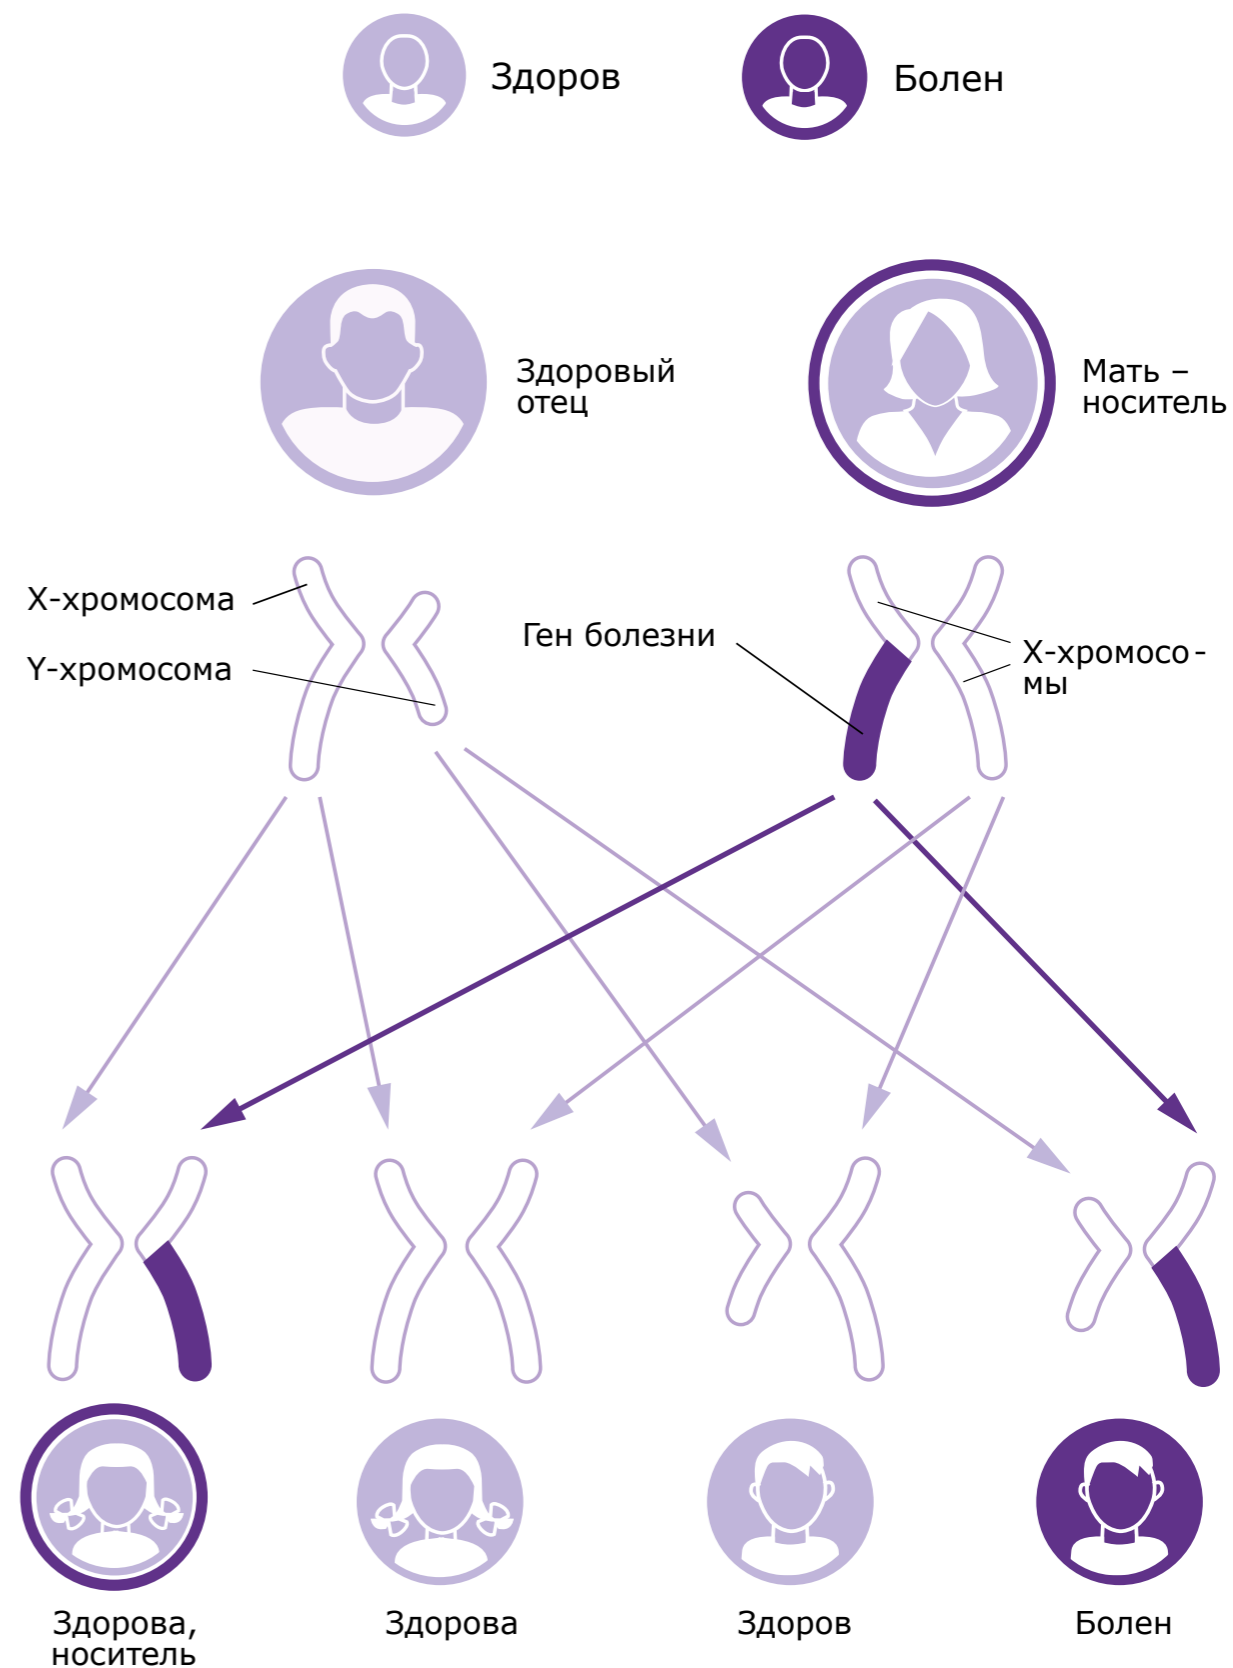 Здоров
Болен
Здоровый
отец
Мать –
носитель
Х-хромосома
Y-хромосома
Ген болезни
Х-хромосо-
мы
Здорова,
носитель
Здорова
Здоров
Болен